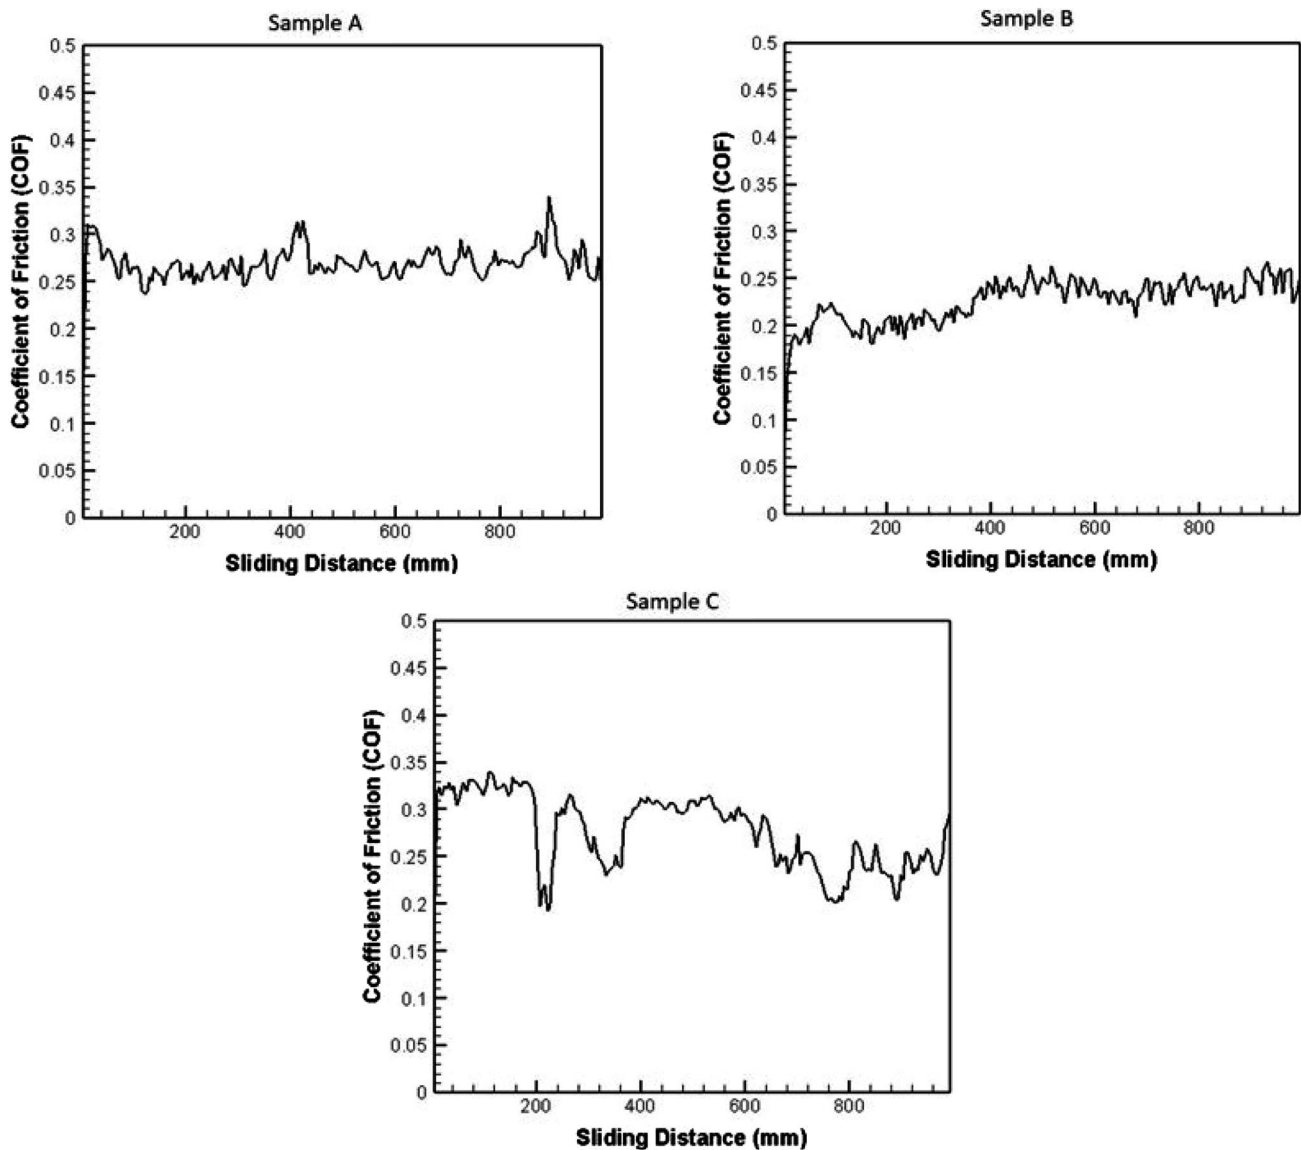 Sample A
Coefficient of Friction (COF)
0.5
0.45
0.4
0.35
0.3
0.25
0.2
0.15
0.1
0.05
0
200 400 600 800
Sliding Distance (mm)
Sample B
Coefficient of Friction (COF)
0.5
0.45
0.4
0.35
0.3
0.25
0.2
0.15
0.1
0.05
0
200 400 600 800
Sliding Distance (mm)
Sample C
Coefficient of Friction (COF)
0.5
0.45
0.4
0.35
0.3
0.25
0.2
0.15
0.1
0.05
0
200 400 600 800
Sliding Distance (mm)